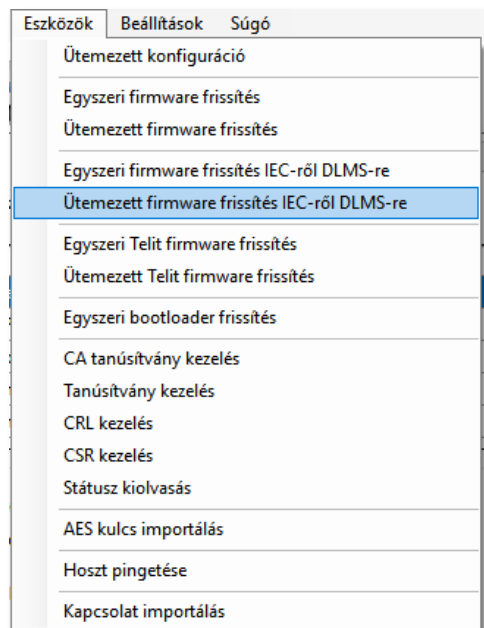 Eszközök Beállítások Súgó
Ütemezett konfiguráció
Egyszeri firmware frissítés
Ütemezett firmware frissítés
Egyszeri firmware frissítés IEC-ről DLMS-re
Ütemezett firmware frissítés IEC-ről DLMS-re
Egyszeri Telit firmware frissítés
Ütemezett Telit firmware frissítés
Egyszeri bootloader frissítés
CA tanúsítvány kezelés
Tanúsítvány kezelés
CRL kezelés
CSR kezelés
Státusz kiolvasás
AES kulcs importálás
Hoszt pingetése
Kapcsolat importálás